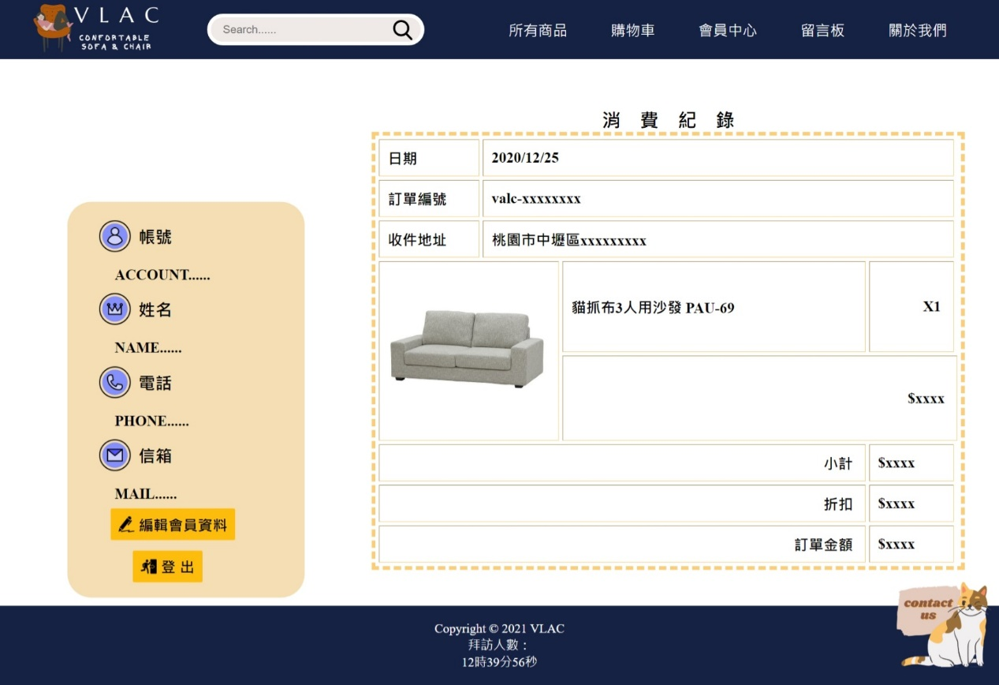 VLAC
CONFORTABLE
SOFA & CHAIR
Search......
所有商品
購物車
會員中心
留言板
關於我們
帳號
ACCOUNT......
姓名
NAME......
電話
PHONE......
信箱
MAIL......
編輯會員資料
登出
消費紀錄
日期 2020/12/25
訂單編號 valc-xxxxxxxx
收件地址 桃園市中壢區xxxxxxxxx
貓抓布3人用沙發 PAU-69 X1
$xxxx
小計 $xxxx
折扣 $xxxx
訂單金額 $xxxx
contact
us
Copyright © 2021 VLAC
拜訪人數：
12時39分56秒